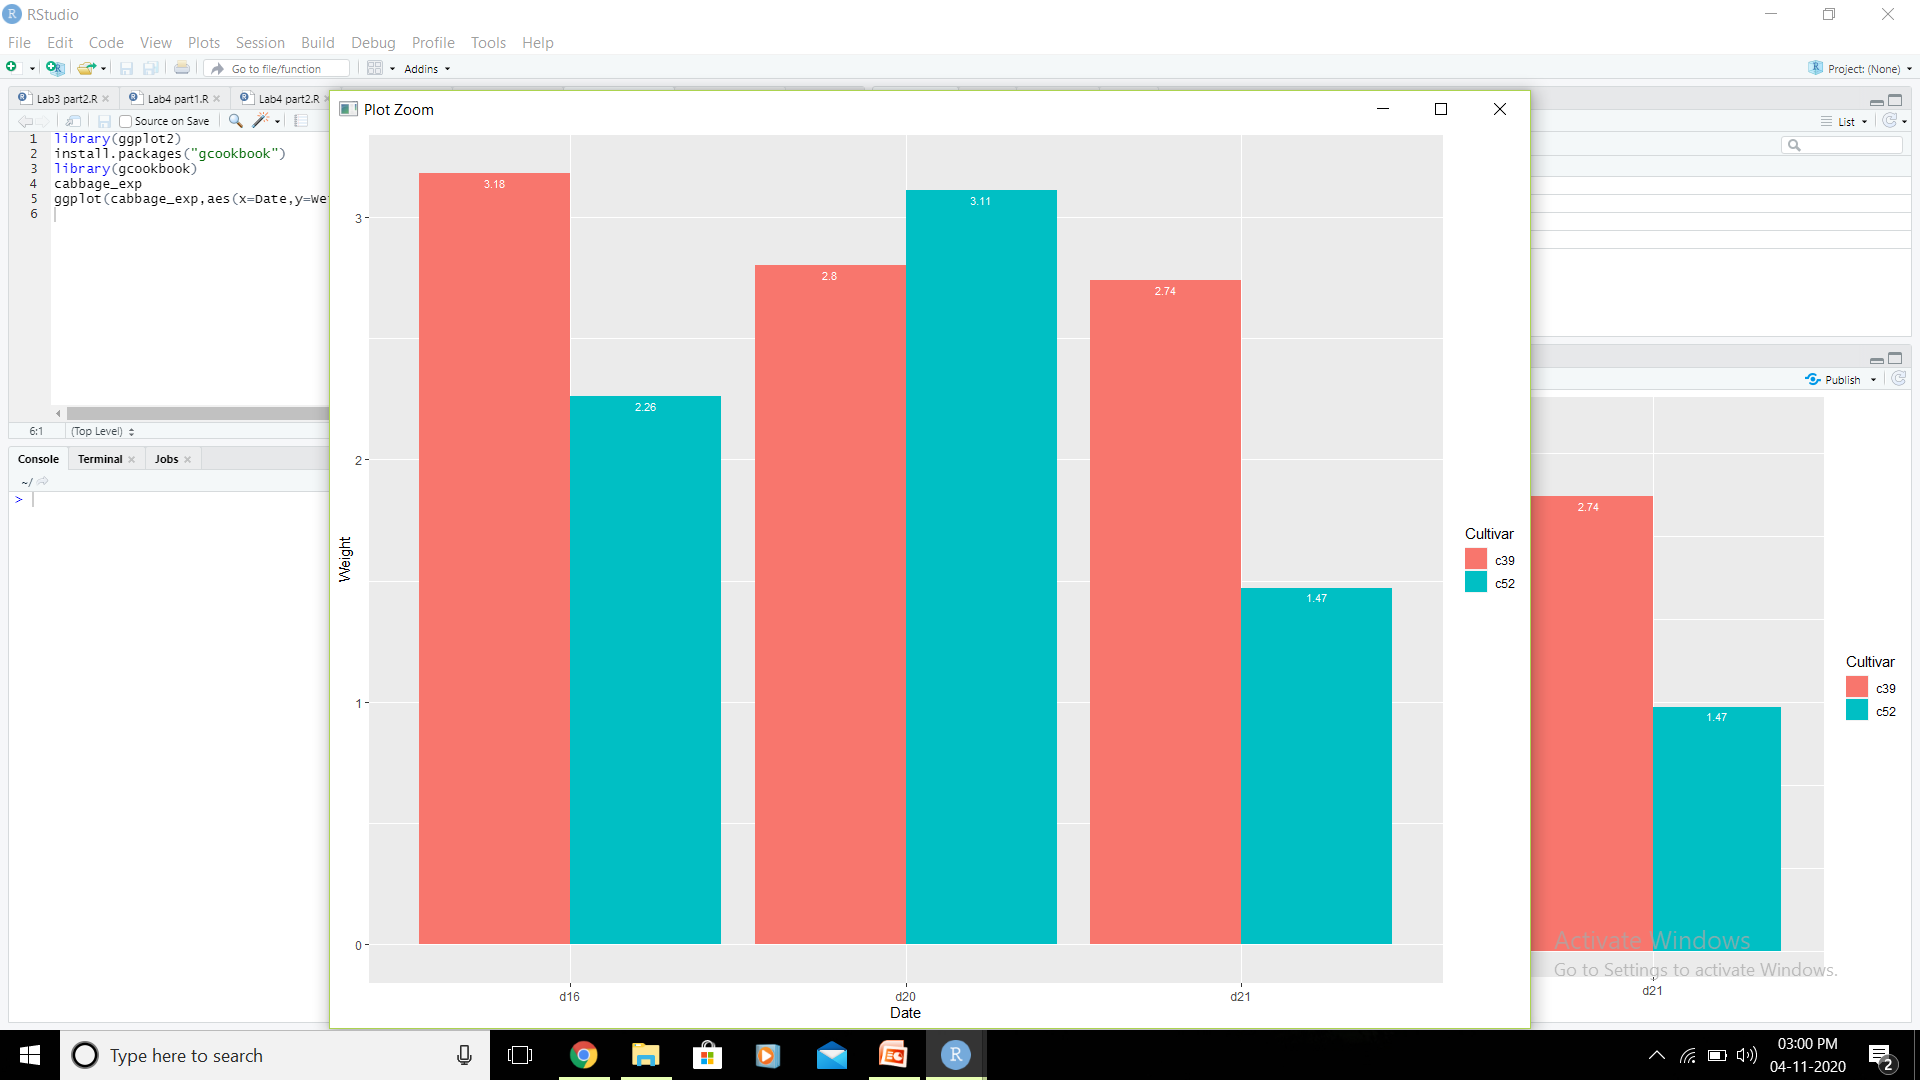 RStudio
File Edit Code View Plots Session Build Debug Profile Tools Help
Go to file/function Addins Project: (None)
Lab3 part2.R Lab4 part1.R Lab4 part2.R
Source on Save
1 library(ggplot2)
2 install.packages("gcookbook")
3 library(gcookbook)
4 cabbage_exp
5 ggplot(cabbage_exp,aes(x=Date,y=We
6
6:1 (Top Level)
Console Terminal Jobs
~/
>
Plot Zoom
3.18
3.11
3
2.8
2.74
2.26
2
1.47
1
0
Weight
d16 d20 d21
Date
Cultivar
c39
c52
List
Publish
2.74
1.47
d21
Cultivar
c39
c52
Activate Windows
Go to Settings to activate Windows.
Type here to search
R
03:00 PM
04-11-2020
2